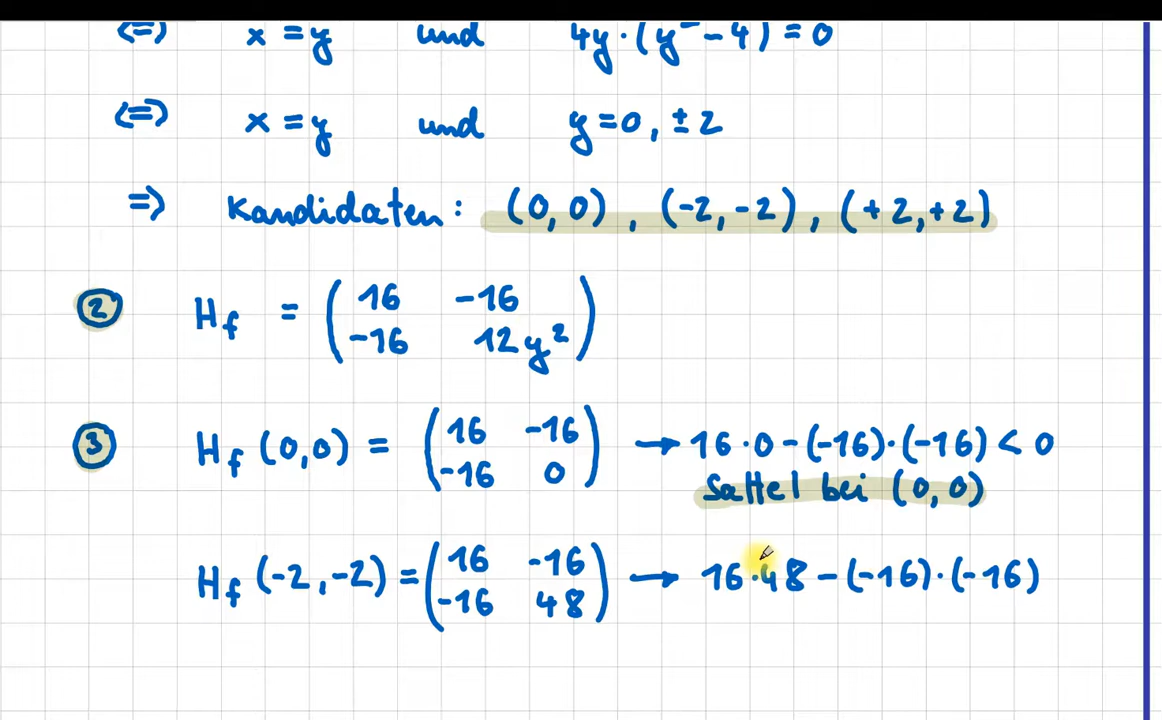 ⇔ x = y und 4y·(y² − 4) = 0
⇔ x = y und y = 0, ± 2
⇒ Kandidaten: (0, 0), (-2, -2), (+2, +2)
② H_f = ( 16 -16
-16 12y² )
③ H_f (0,0) = ( 16 -16 → 16·0 − (-16)·(-16) < 0
-16 0 ) Sattel bei (0, 0)
H_f (-2, -2) = ( 16 -16 → 16·48 − (-16)·(-16)
-16 48 )